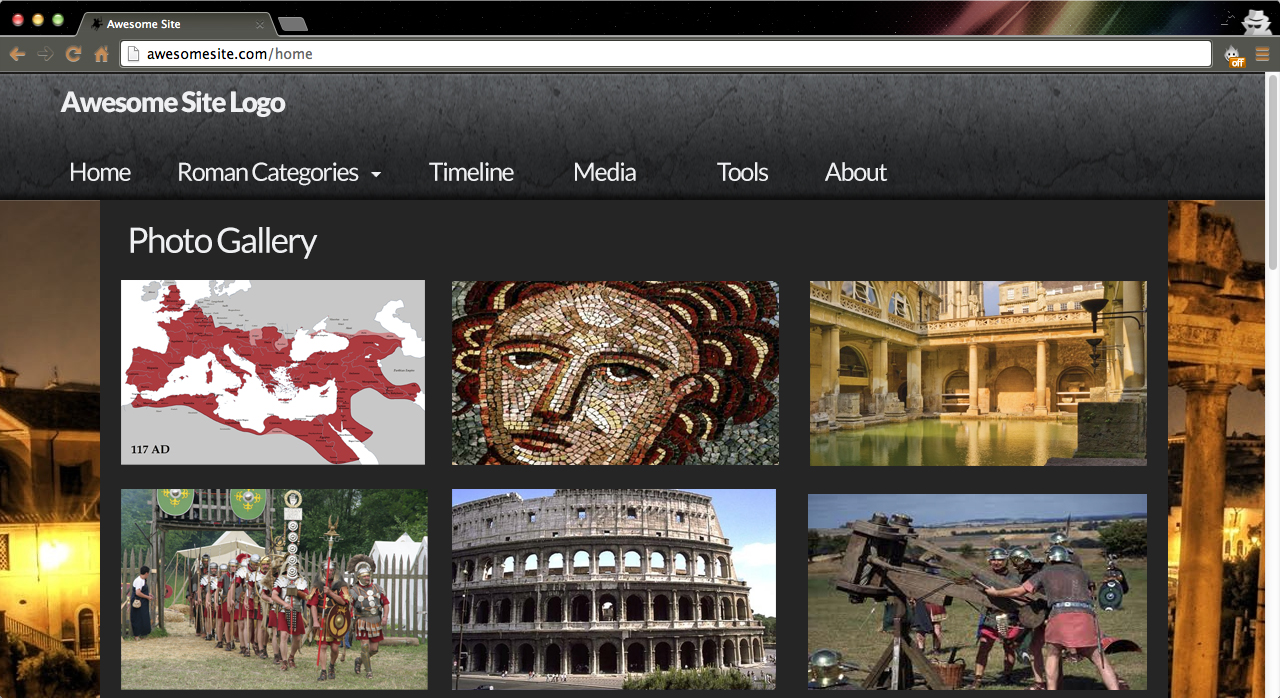 Awesome Site
awesomesite.com/home
off
Awesome Site Logo
Home Roman Categories Timeline Media Tools About
Photo Gallery
117 AD